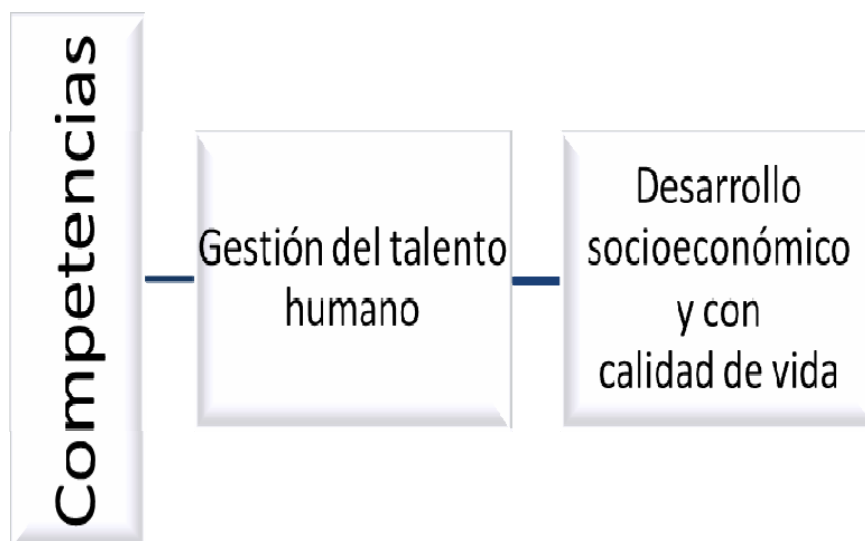 Competencias
Gestión del talento
humano
Desarrollo
socioeconómico
y con
calidad de vida